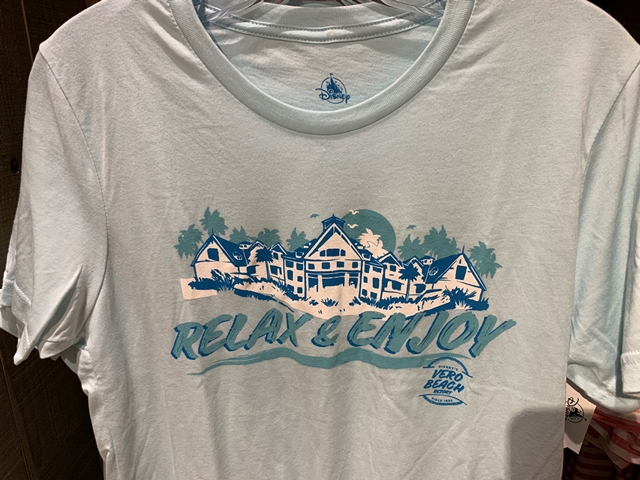 Disney
RELAX & ENJOY
DISNEY'S
VERO
BEACH
RESORT
SINCE 1995